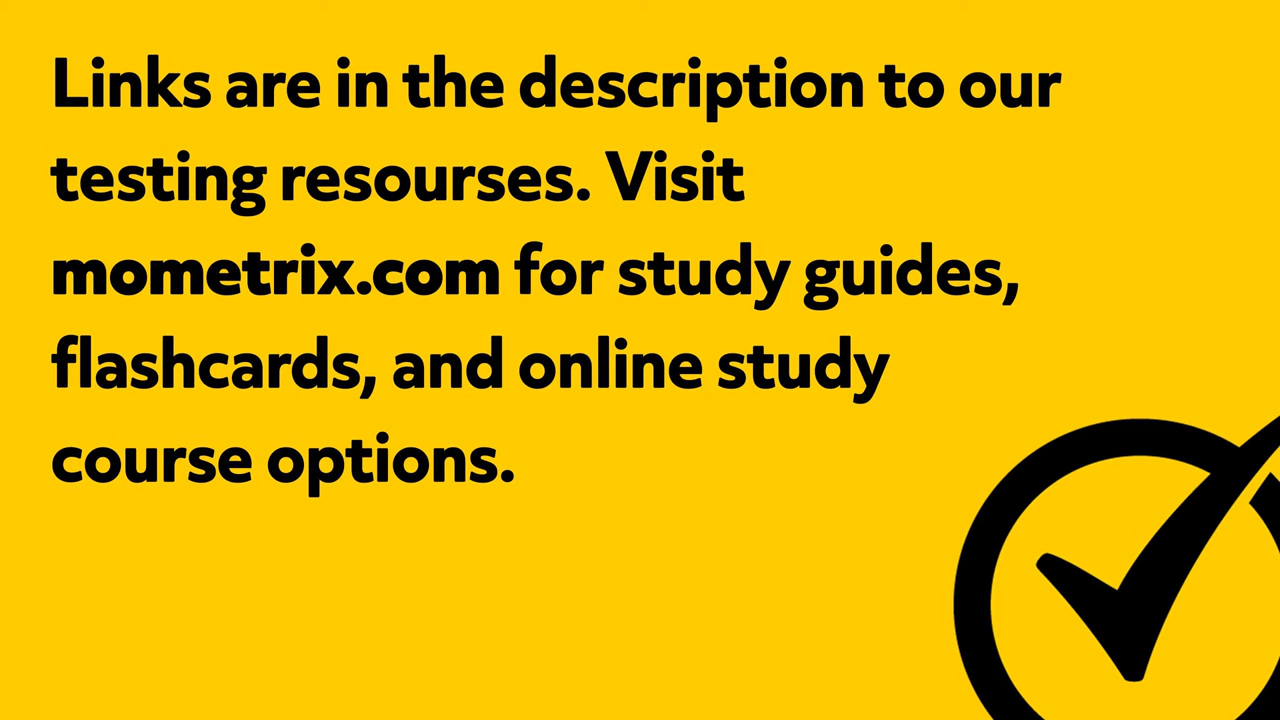 Links are in the description to our
testing resourses. Visit
mometrix.com for study guides,
flashcards, and online study
course options.